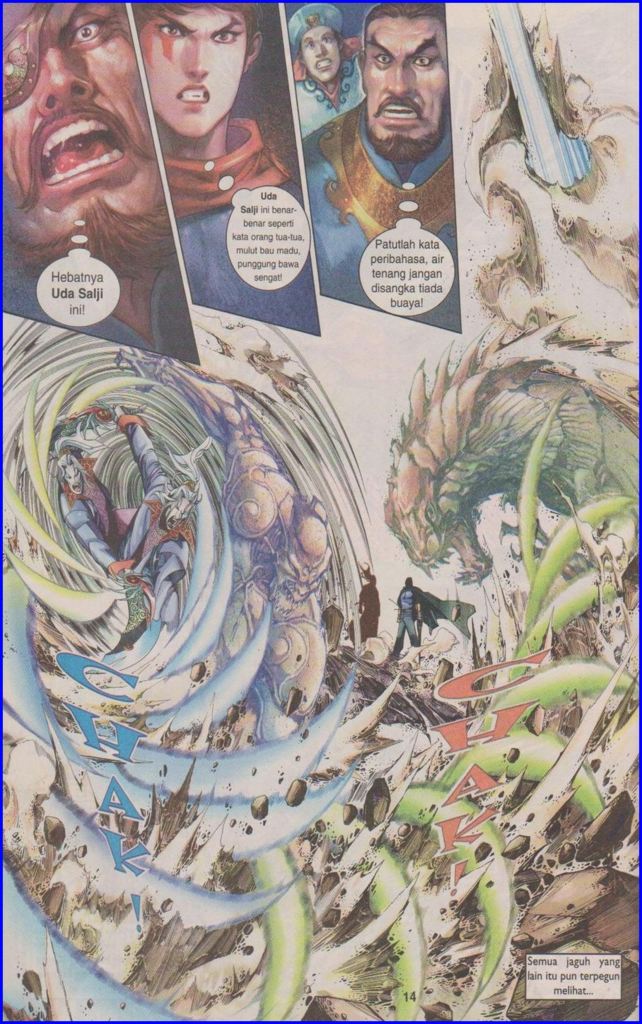 Hebatnya
Uda Salji
ini!
Uda
Salji ini benar-
benar seperti
kata orang tua-tua,
mulut bau madu,
punggung bawa
sengat!
Patutlah kata
peribahasa, air
tenang jangan
disangka tiada
buaya!
CHAK!
CHAK!
Semua jaguh yang
lain itu pun terpegun
melihat...
14